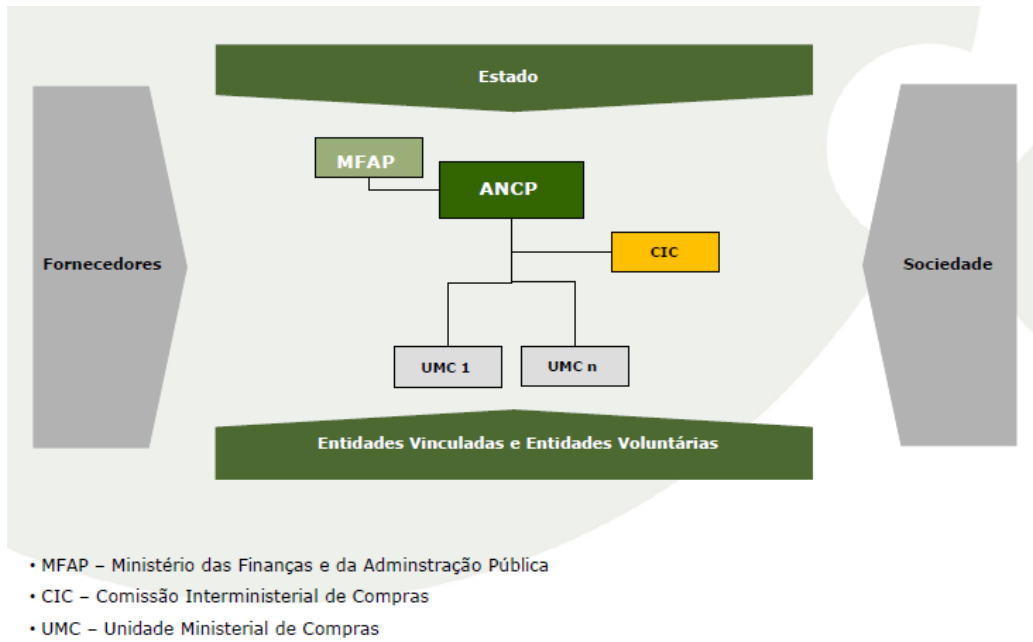 Estado
MFAP
ANCP
Fornecedores
CIC
Sociedade
UMC 1
UMC n
Entidades Vinculadas e Entidades Voluntárias
• MFAP – Ministério das Finanças e da Adminstração Pública
• CIC – Comissão Interministerial de Compras
• UMC – Unidade Ministerial de Compras